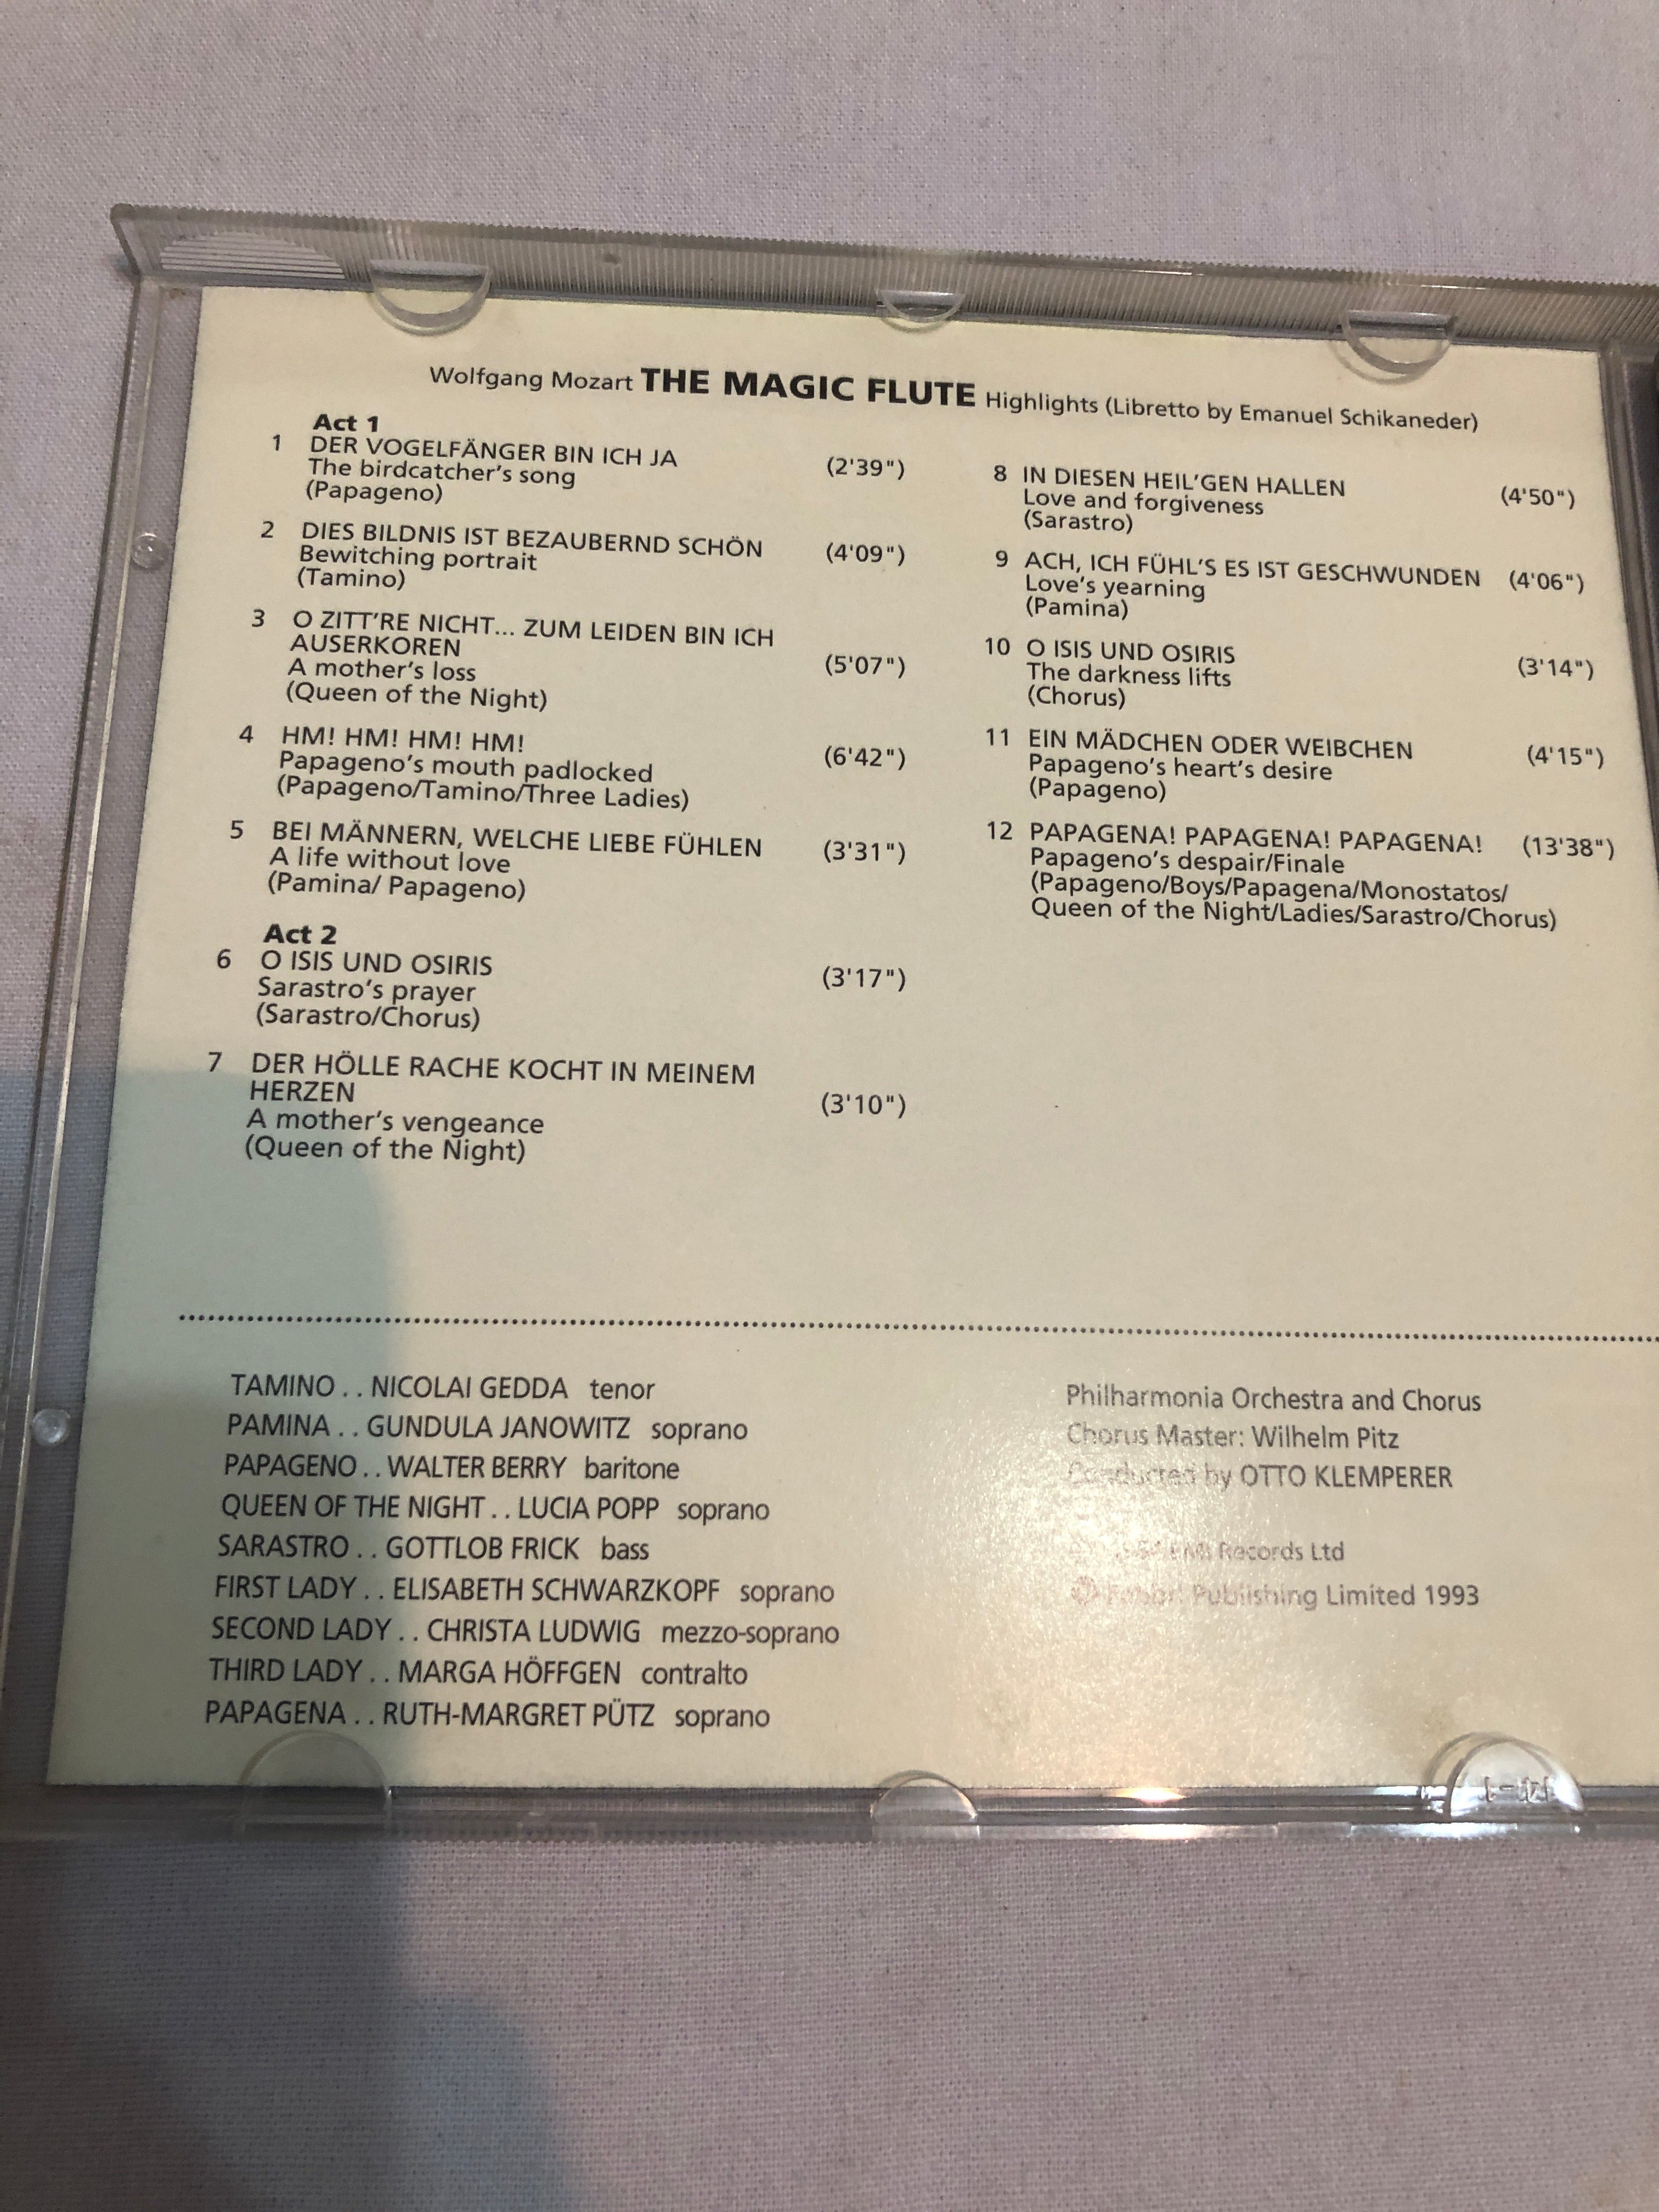 Wolfgang Mozart THE MAGIC FLUTE Highlights (Libretto by Emanuel Schikaneder)
Act 1
1 DER VOGELFÄNGER BIN ICH JA (2'39")
The birdcatcher's song
(Papageno)
2 DIES BILDNIS IST BEZAUBERND SCHÖN (4'09")
Bewitching portrait
(Tamino)
3 O ZITT'RE NICHT... ZUM LEIDEN BIN ICH
AUSERKOREN
A mother's loss (5'07")
(Queen of the Night)
4 HM! HM! HM! HM! (6'42")
Papageno's mouth padlocked
(Papageno/Tamino/Three Ladies)
5 BEI MÄNNERN, WELCHE LIEBE FÜHLEN (3'31")
A life without love
(Pamina/ Papageno)
Act 2
6 O ISIS UND OSIRIS (3'17")
Sarastro's prayer
(Sarastro/Chorus)
7 DER HÖLLE RACHE KOCHT IN MEINEM
HERZEN (3'10")
A mother's vengeance
(Queen of the Night)
8 IN DIESEN HEIL'GEN HALLEN (4'50")
Love and forgiveness
(Sarastro)
9 ACH, ICH FÜHL'S ES IST GESCHWUNDEN (4'06")
Love's yearning
(Pamina)
10 O ISIS UND OSIRIS (3'14")
The darkness lifts
(Chorus)
11 EIN MÄDCHEN ODER WEIBCHEN (4'15")
Papageno's heart's desire
(Papageno)
12 PAPAGENA! PAPAGENA! PAPAGENA! (13'38")
Papageno's despair/Finale
(Papageno/Boys/Papagena/Monostatos/
Queen of the Night/Ladies/Sarastro/Chorus)
TAMINO . . NICOLAI GEDDA tenor
PAMINA . . GUNDULA JANOWITZ soprano
PAPAGENO . . WALTER BERRY baritone
QUEEN OF THE NIGHT . . LUCIA POPP soprano
SARASTRO . . GOTTLOB FRICK bass
FIRST LADY . . ELISABETH SCHWARZKOPF soprano
SECOND LADY . . CHRISTA LUDWIG mezzo-soprano
THIRD LADY . . MARGA HÖFFGEN contralto
PAPAGENA . . RUTH-MARGRET PÜTZ soprano
Philharmonia Orchestra and Chorus
Chorus Master: Wilhelm Pitz
Conducted by OTTO KLEMPERER
EMI Records Ltd
Fabbri Publishing Limited 1993